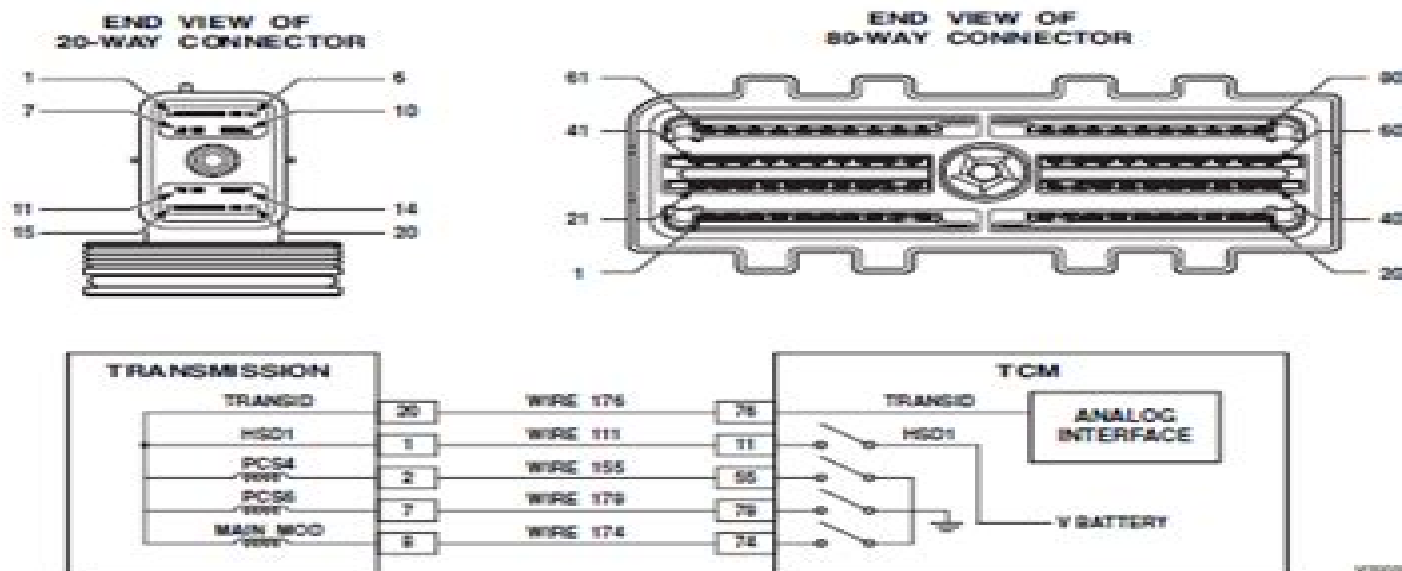 END VIEW OF
20-WAY CONNECTOR
1
6
7
10
11
14
15
20
END VIEW OF
80-WAY CONNECTOR
61
80
41
60
21
40
1
20
TRANSMISSION
TCM
TRANSID
20
WIRE 176
76
TRANSID
ANALOG
INTERFACE
HSD1
1
WIRE 111
11
HSD1
PCS4
2
WIRE 155
55
PCS6
7
WIRE 178
78
V BATTERY
MAIN MOD
8
WIRE 174
74